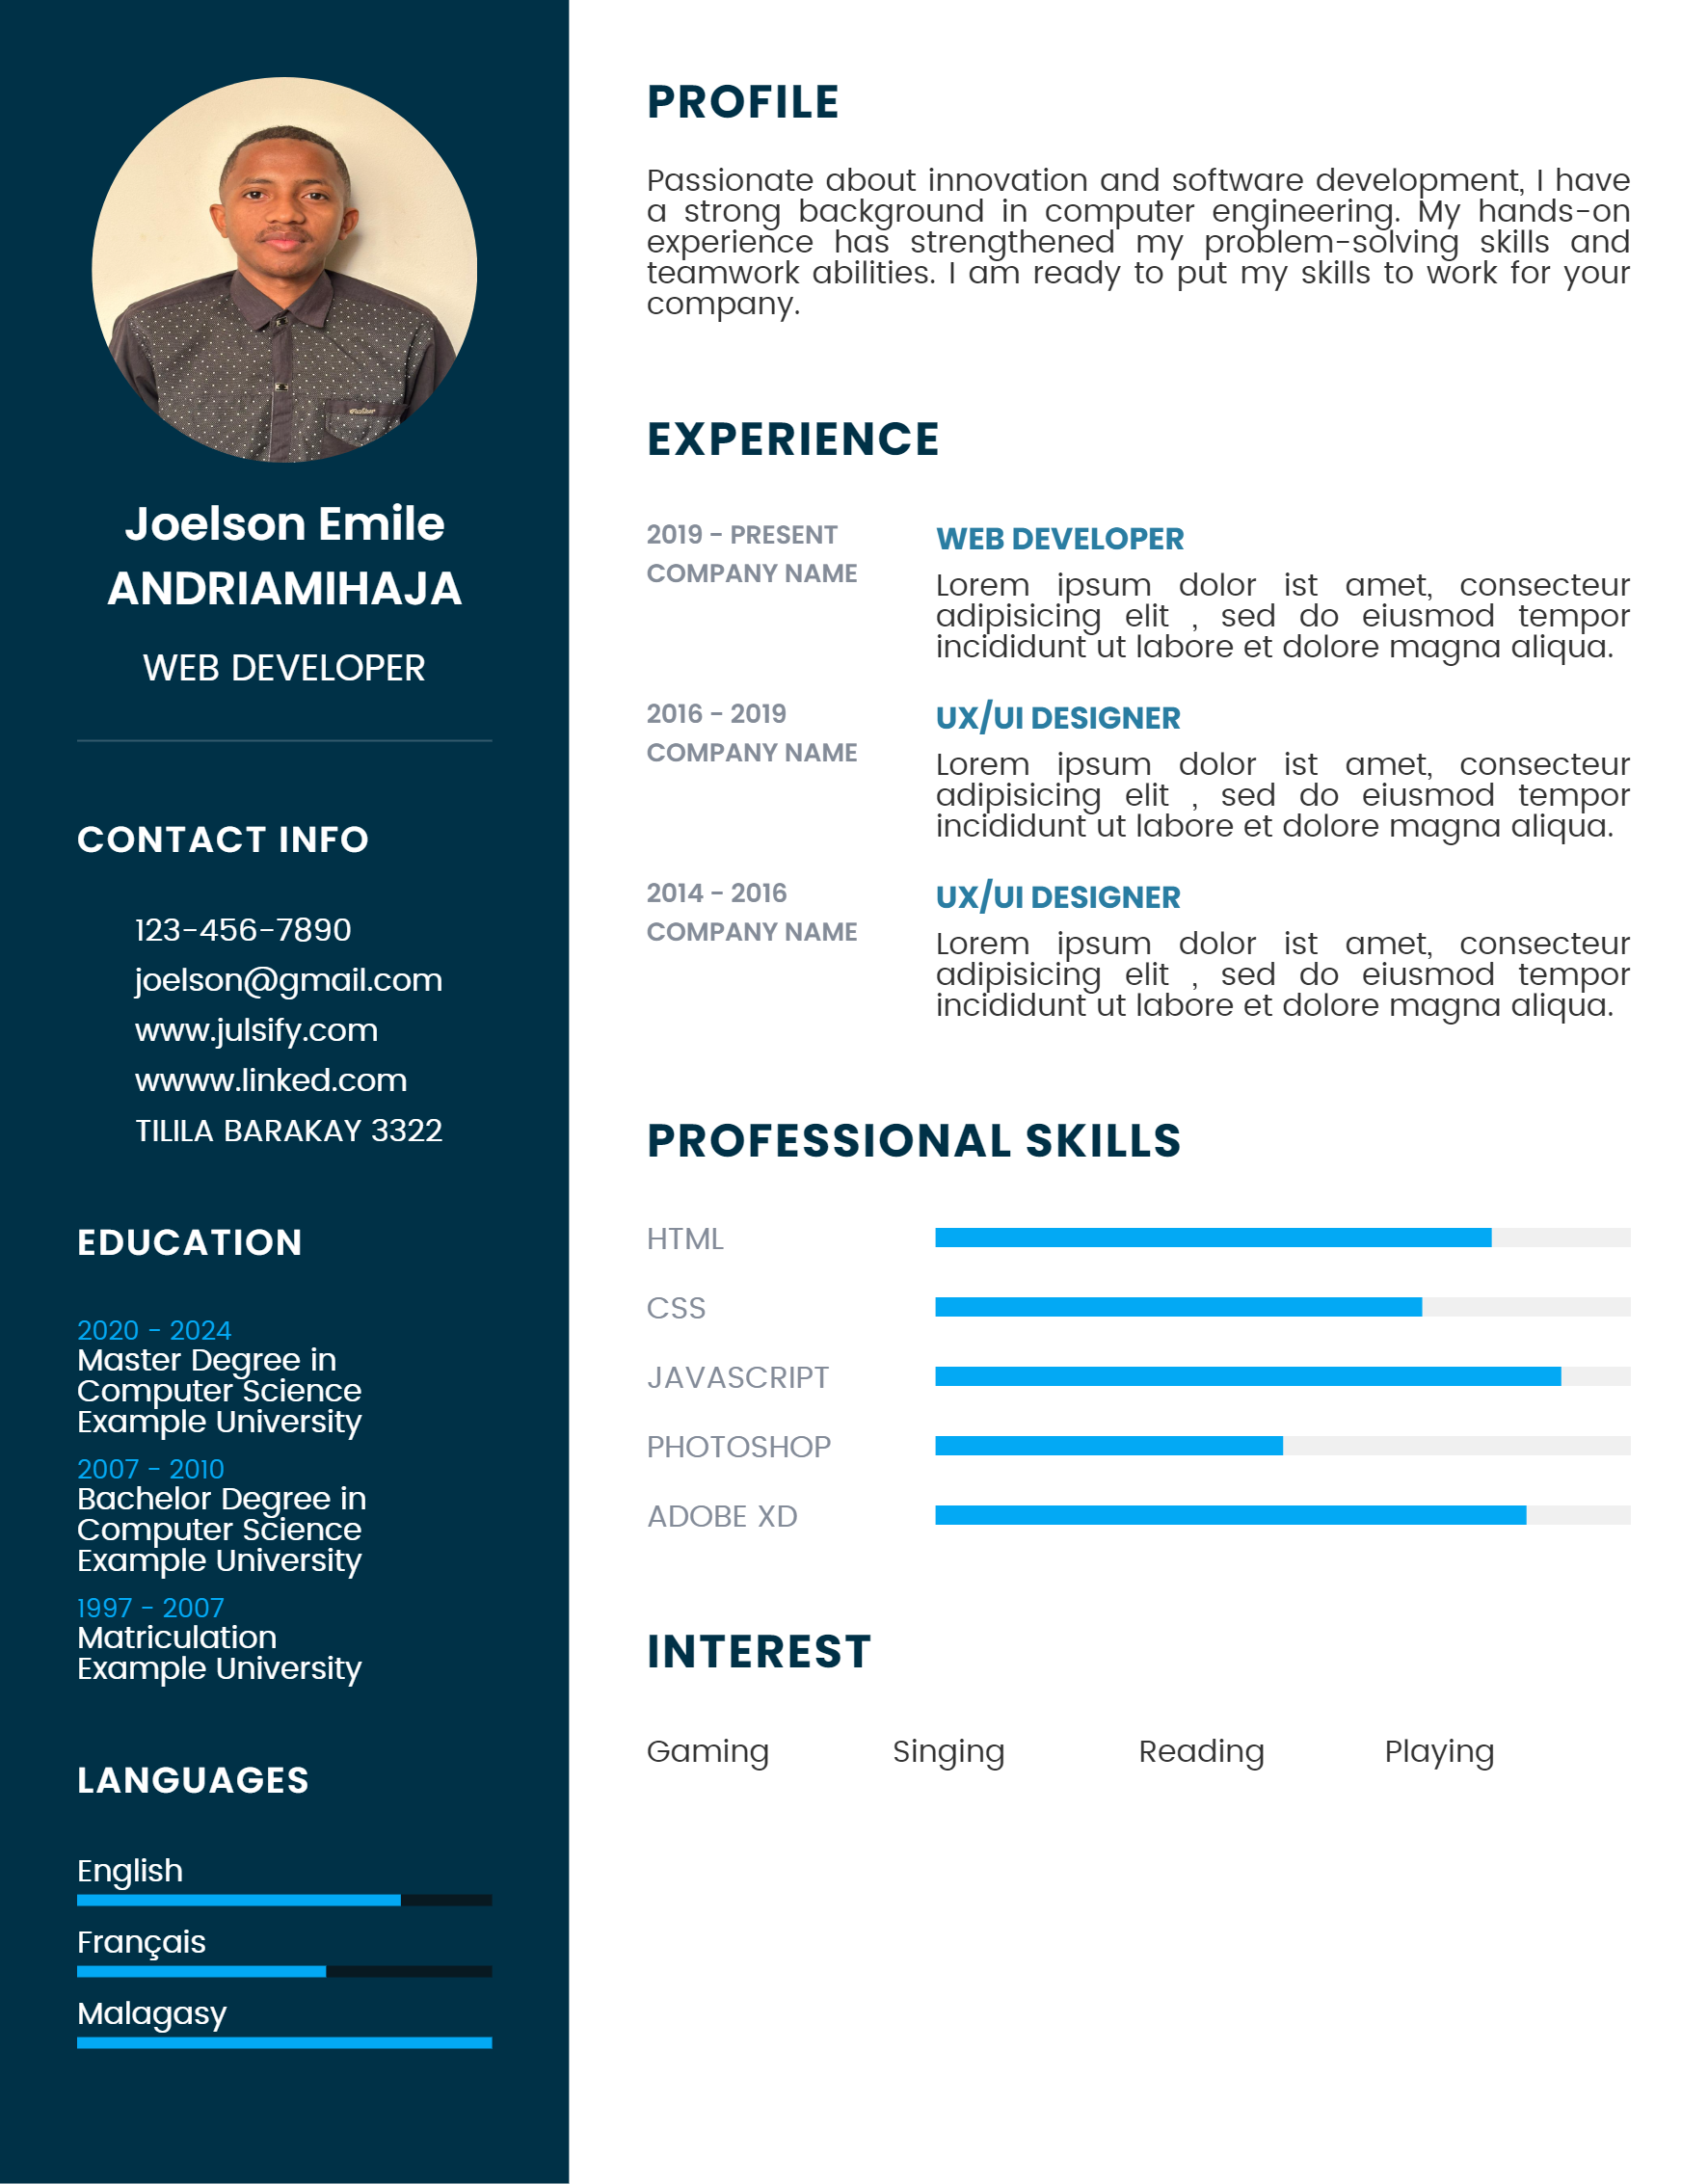 Joelson Emile
ANDRIAMIHAJA
WEB DEVELOPER
CONTACT INFO
123-456-7890
joelson@gmail.com
www.julsify.com
wwww.linked.com
TILILA BARAKAY 3322
EDUCATION
2020 - 2024
Master Degree in
Computer Science
Example University
2007 - 2010
Bachelor Degree in
Computer Science
Example University
1997 - 2007
Matriculation
Example University
LANGUAGES
English
Français
Malagasy
PROFILE
Passionate about innovation and software development, I have
a strong background in computer engineering. My hands-on
experience has strengthened my problem-solving skills and
teamwork abilities. I am ready to put my skills to work for your
company.
EXPERIENCE
2019 - PRESENT
COMPANY NAME
WEB DEVELOPER
Lorem ipsum dolor ist amet, consecteur
adipisicing elit , sed do eiusmod tempor
incididunt ut labore et dolore magna aliqua.
2016 - 2019
COMPANY NAME
UX/UI DESIGNER
Lorem ipsum dolor ist amet, consecteur
adipisicing elit , sed do eiusmod tempor
incididunt ut labore et dolore magna aliqua.
2014 - 2016
COMPANY NAME
UX/UI DESIGNER
Lorem ipsum dolor ist amet, consecteur
adipisicing elit , sed do eiusmod tempor
incididunt ut labore et dolore magna aliqua.
PROFESSIONAL SKILLS
HTML
CSS
JAVASCRIPT
PHOTOSHOP
ADOBE XD
INTEREST
Gaming Singing Reading Playing